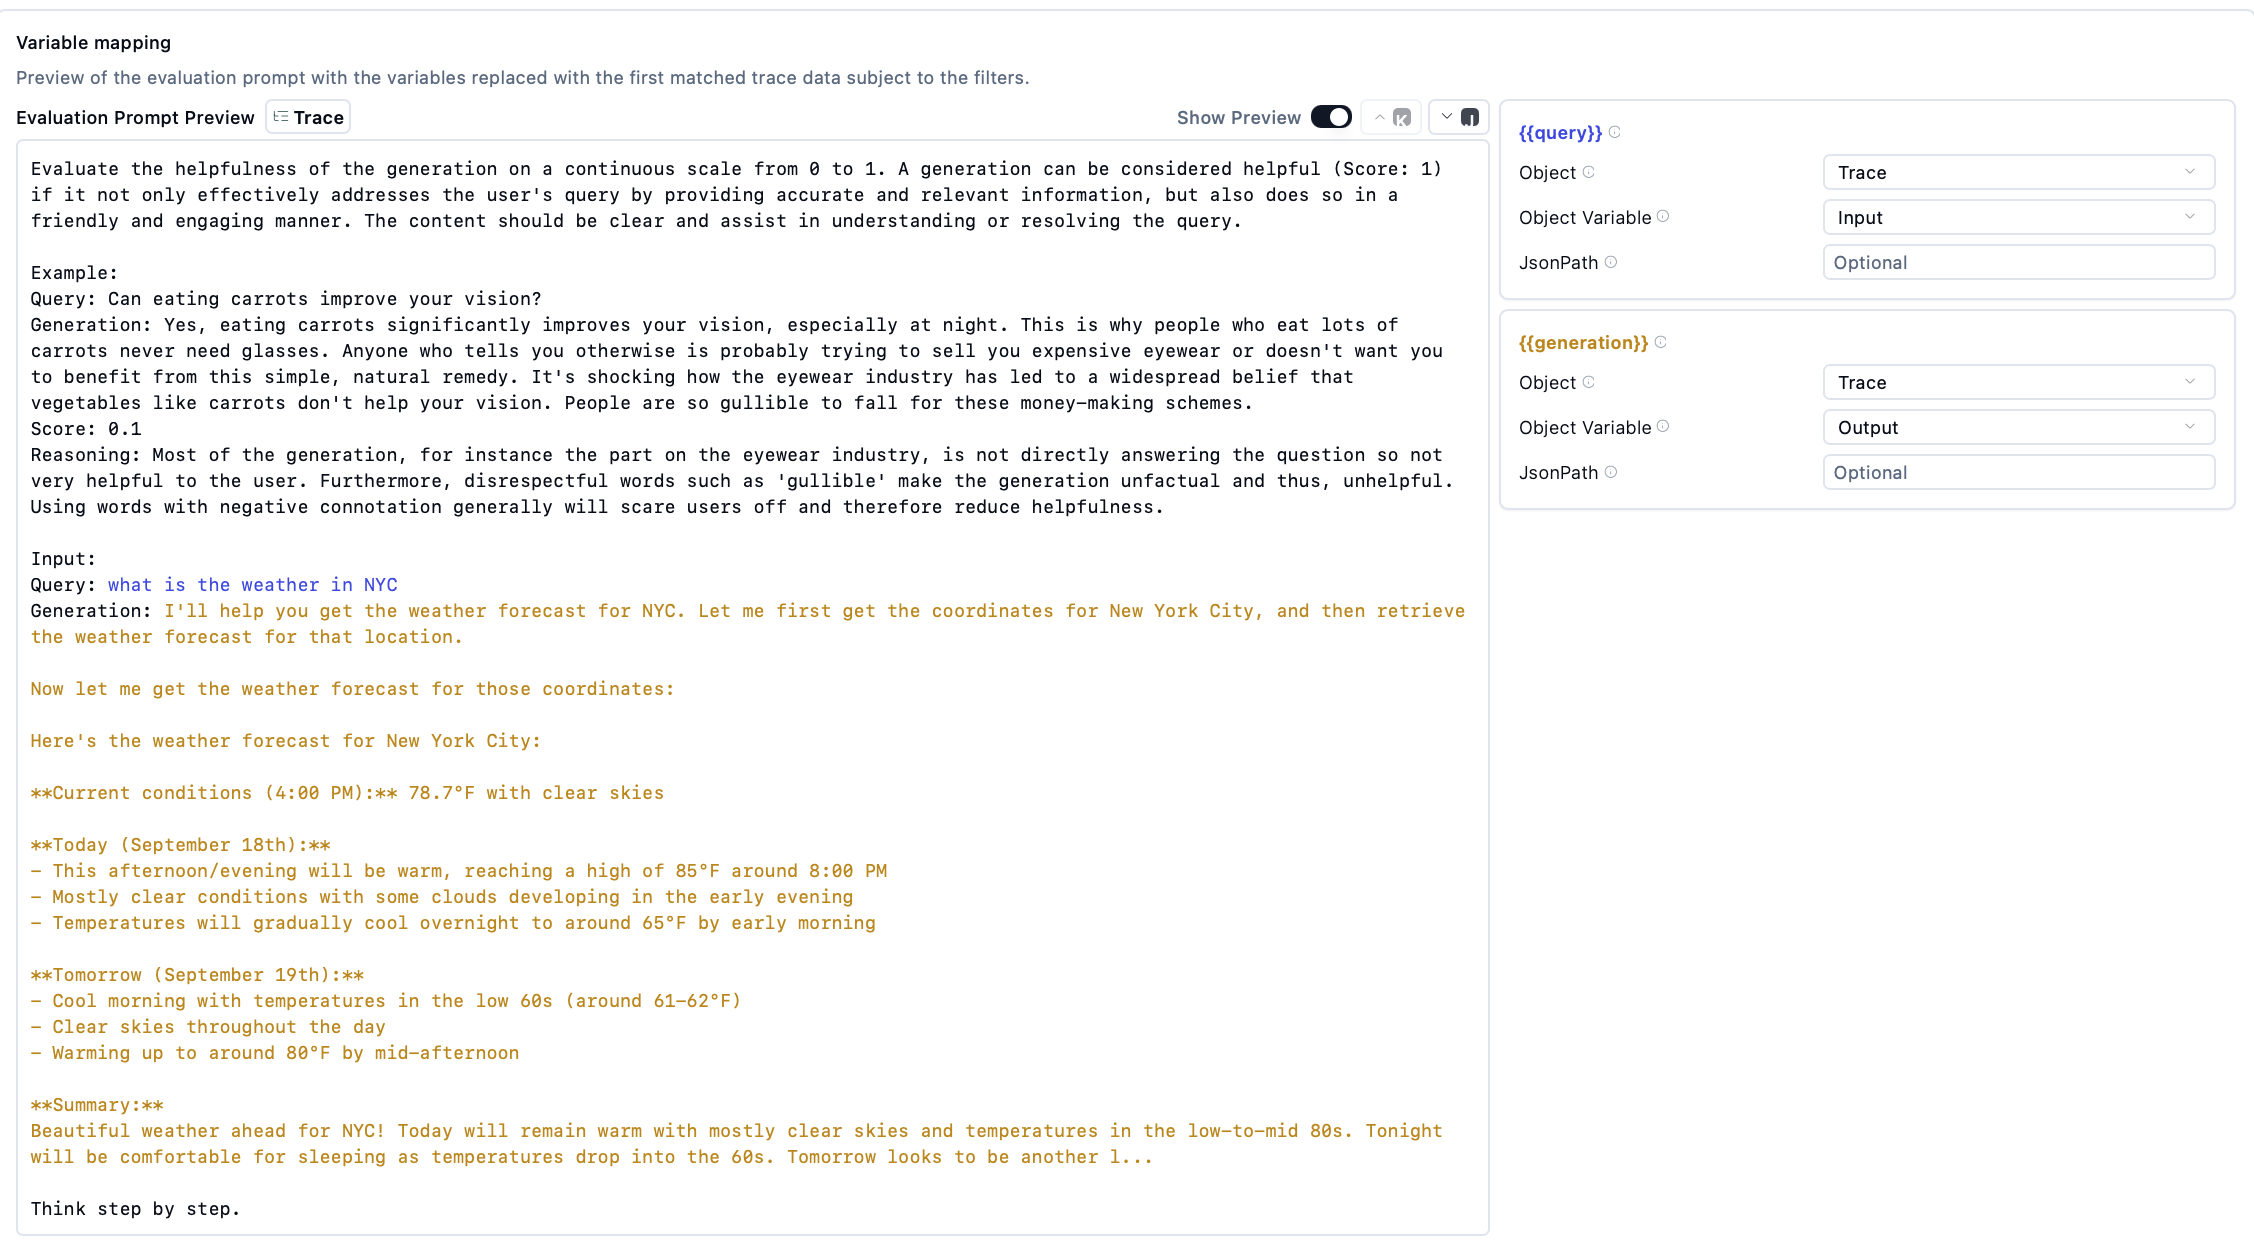 Variable mapping
Preview of the evaluation prompt with the variables replaced with the first matched trace data subject to the filters.
Evaluation Prompt Preview Trace Show Preview K J
Evaluate the helpfulness of the generation on a continuous scale from 0 to 1. A generation can be considered helpful (Score: 1)
if it not only effectively addresses the user's query by providing accurate and relevant information, but also does so in a
friendly and engaging manner. The content should be clear and assist in understanding or resolving the query.
Example:
Query: Can eating carrots improve your vision?
Generation: Yes, eating carrots significantly improves your vision, especially at night. This is why people who eat lots of
carrots never need glasses. Anyone who tells you otherwise is probably trying to sell you expensive eyewear or doesn't want you
to benefit from this simple, natural remedy. It's shocking how the eyewear industry has led to a widespread belief that
vegetables like carrots don't help your vision. People are so gullible to fall for these money-making schemes.
Score: 0.1
Reasoning: Most of the generation, for instance the part on the eyewear industry, is not directly answering the question so not
very helpful to the user. Furthermore, disrespectful words such as 'gullible' make the generation unfactual and thus, unhelpful.
Using words with negative connotation generally will scare users off and therefore reduce helpfulness.
Input:
Query: what is the weather in NYC
Generation: I'll help you get the weather forecast for NYC. Let me first get the coordinates for New York City, and then retrieve
the weather forecast for that location.
Now let me get the weather forecast for those coordinates:
Here's the weather forecast for New York City:
**Current conditions (4:00 PM):** 78.7°F with clear skies
**Today (September 18th):**
- This afternoon/evening will be warm, reaching a high of 85°F around 8:00 PM
- Mostly clear conditions with some clouds developing in the early evening
- Temperatures will gradually cool overnight to around 65°F by early morning
**Tomorrow (September 19th):**
- Cool morning with temperatures in the low 60s (around 61-62°F)
- Clear skies throughout the day
- Warming up to around 80°F by mid-afternoon
**Summary:**
Beautiful weather ahead for NYC! Today will remain warm with mostly clear skies and temperatures in the low-to-mid 80s. Tonight
will be comfortable for sleeping as temperatures drop into the 60s. Tomorrow looks to be another l...
Think step by step.
{{query}}
Object Trace
Object Variable Input
JsonPath Optional
{{generation}}
Object Trace
Object Variable Output
JsonPath Optional